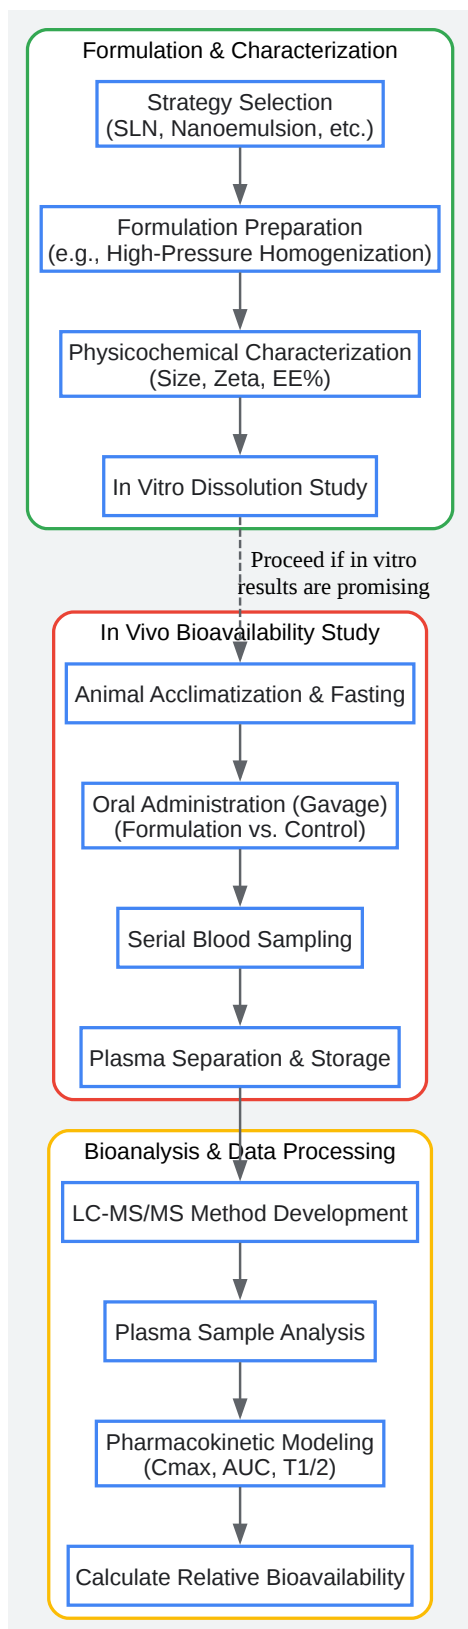 Formulation & Characterization
Strategy Selection
(SLN, Nanoemulsion, etc.)
Formulation Preparation
(e.g., High-Pressure Homogenization)
Physicochemical Characterization
(Size, Zeta, EE%)
In Vitro Dissolution Study
Proceed if in vitro
results are promising
In Vivo Bioavailability Study
Animal Acclimatization & Fasting
Oral Administration (Gavage)
(Formulation vs. Control)
Serial Blood Sampling
Plasma Separation & Storage
Bioanalysis & Data Processing
LC-MS/MS Method Development
Plasma Sample Analysis
Pharmacokinetic Modeling
(Cmax, AUC, T1/2)
Calculate Relative Bioavailability